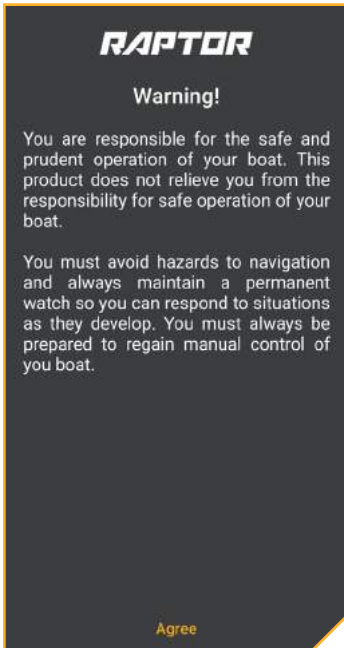 RAPTOR
Warning!
You are responsible for the safe and
prudent operation of your boat. This
product does not relieve you from the
responsibility for safe operation of your
boat.
You must avoid hazards to navigation
and always maintain a permanent
watch so you can respond to situations
as they develop. You must always be
prepared to regain manual control of
you boat.
Agree